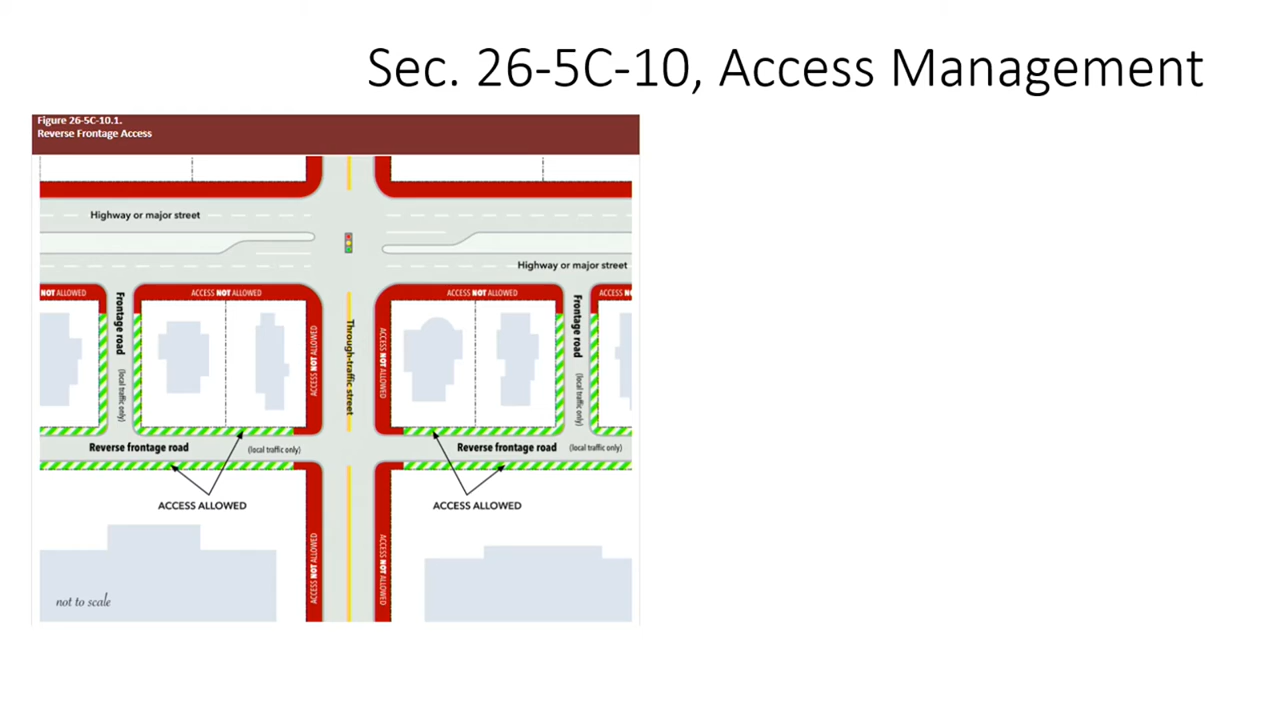 Sec. 26-5C-10, Access Management
Figure 26-5C-10.1.
Reverse Frontage Access
Highway or major street
Highway or major street
NOT ALLOWED
ACCESS NOT ALLOWED
ACCESS NOT ALLOWED
ACCESS NO
Frontage road
(local traffic only)
ACCESS NOT ALLOWED
Through-traffic street
ACCESS NOT ALLOWED
Frontage road
(local traffic only)
Reverse frontage road (local traffic only)
Reverse frontage road (local traffic only)
ACCESS ALLOWED
ACCESS ALLOWED
ACCESS NOT ALLOWED
ACCESS NOT ALLOWED
not to scale